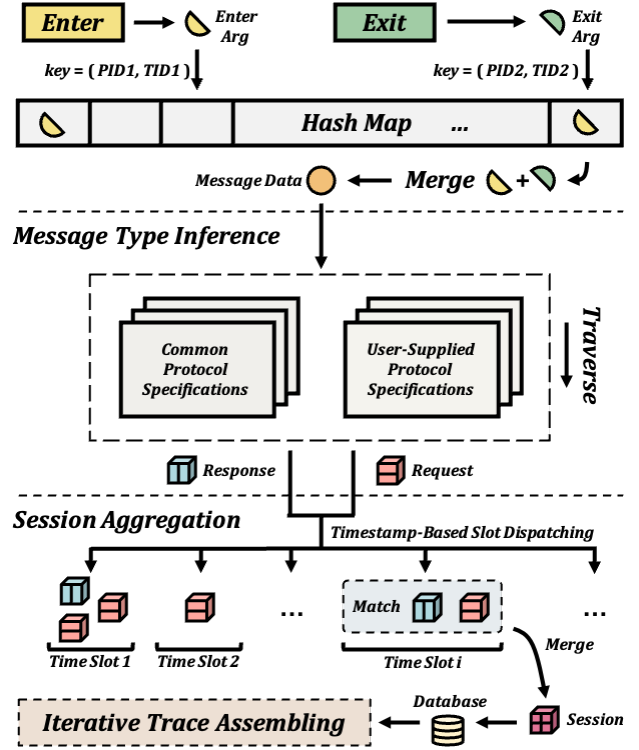 Enter
Enter
Arg
Exit
Exit
Arg
key = ( PID1, TID1 )
key = ( PID2, TID2 )
Hash Map ...
Message Data
Merge
+
Message Type Inference
Common
Protocol
Specifications
User-Supplied
Protocol
Specifications
Traverse
Response
Request
Session Aggregation
Timestamp-Based Slot Dispatching
...
Match
...
Time Slot 1
Time Slot 2
Time Slot i
Merge
Database
Session
Iterative Trace Assembling